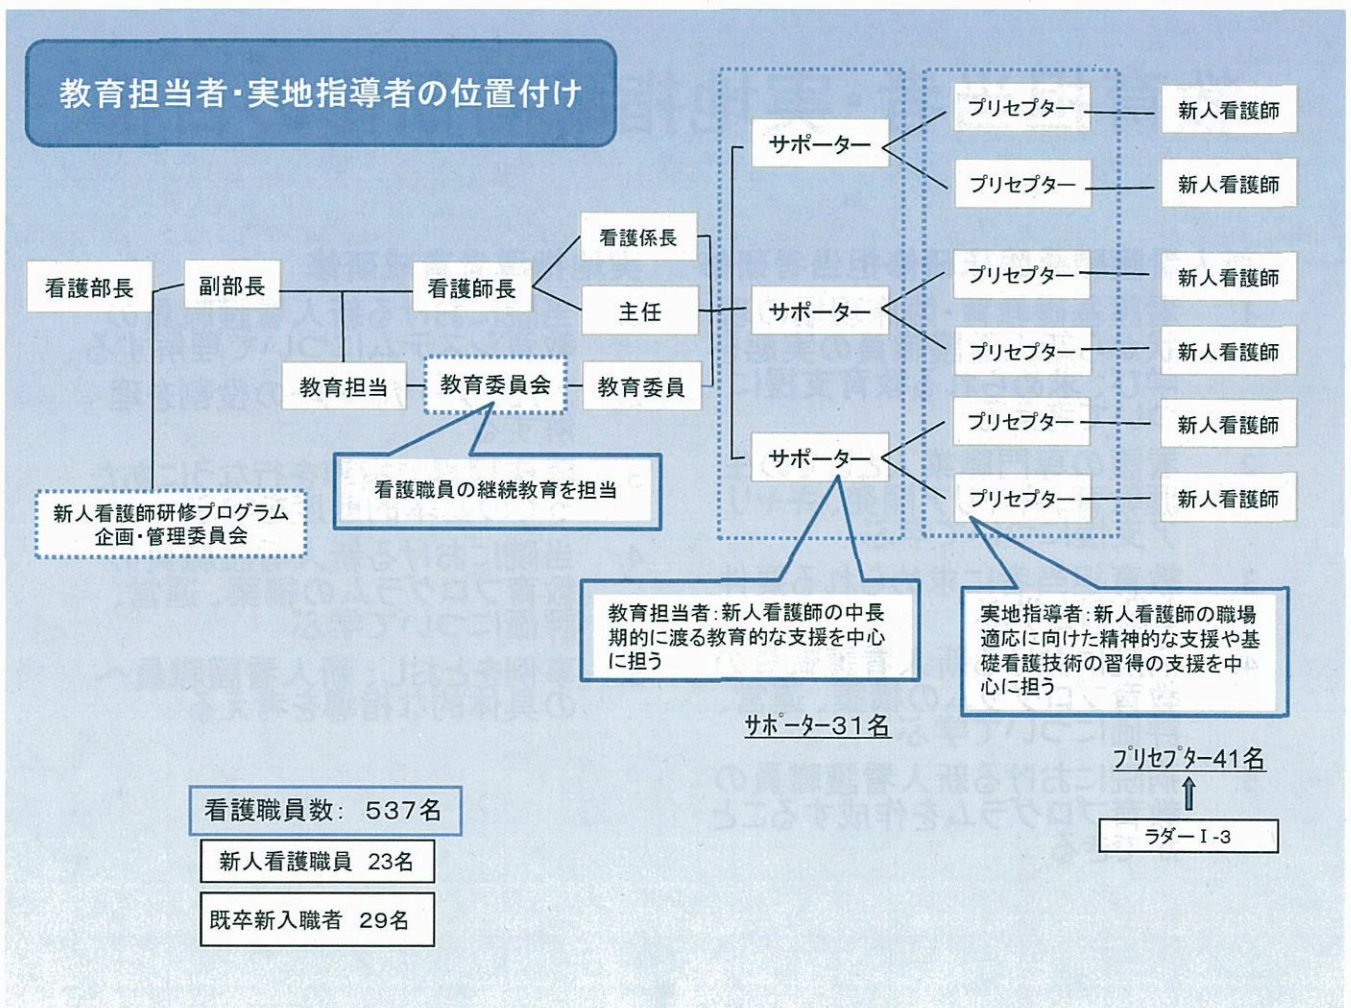 教育担当者・実地指導者の位置付け
看護部長
副部長
看護師長
看護係長
主任
教育担当
教育委員会
教育委員
看護職員の継続教育を担当
新人看護師研修プログラム
企画・管理委員会
サポーター
サポーター
サポーター
プリセプター
新人看護師
プリセプター
新人看護師
プリセプター
新人看護師
プリセプター
新人看護師
プリセプター
新人看護師
プリセプター
新人看護師
教育担当者：新人看護師の中長
期的に渡る教育的な支援を中心
に担う
実地指導者：新人看護師の職場
適応に向けた精神的な支援や基
礎看護技術の習得の支援を中
心に担う
サポーター31名
プリセプター41名
ラダーⅠ-3
看護職員数： 537名
新人看護職員 23名
既卒新入職者 29名